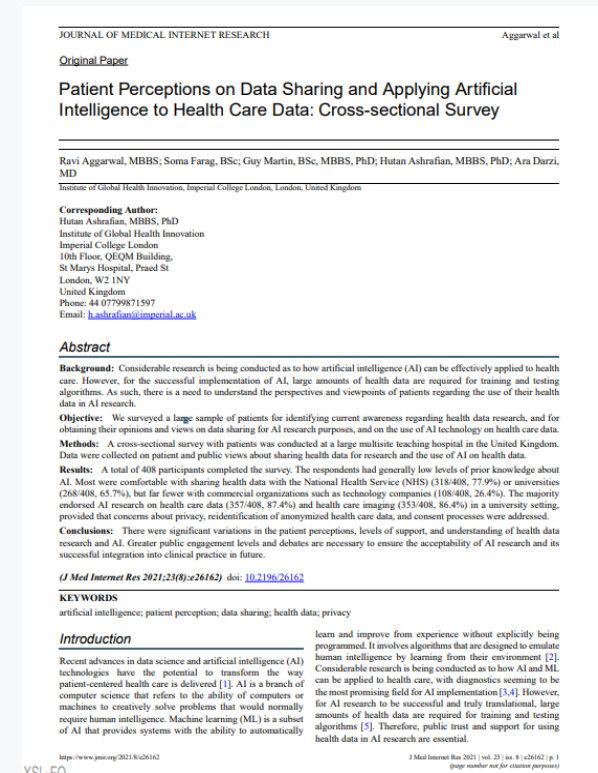 JOURNAL OF MEDICAL INTERNET RESEARCH
Aggarwal et al
Original Paper
Patient Perceptions on Data Sharing and Applying Artificial
Intelligence to Health Care Data: Cross-sectional Survey
Ravi Aggarwal, MBBS; Soma Farag, BSc; Guy Martin, BSc, MBBS, PhD; Hutan Ashrafian, MBBS, PhD; Ara Darzi,
MD
Institute of Global Health Innovation, Imperial College London, London, United Kingdom
Corresponding Author:
Hutan Ashrafian, MBBS, PhD
Institute of Global Health Innovation
Imperial College London
10th Floor, QEQM Building,
St Marys Hospital, Praed St
London, W2 1NY
United Kingdom
Phone: 44 07799871597
Email: h.ashrafian@imperial.ac.uk
Abstract
Background: Considerable research is being conducted as to how artificial intelligence (AI) can be effectively applied to health
care. However, for the successful implementation of AI, large amounts of health data are required for training and testing
algorithms. As such, there is a need to understand the perspectives and viewpoints of patients regarding the use of their health
data in AI research.
Objective: We surveyed a large sample of patients for identifying current awareness regarding health data research, and for
obtaining their opinions and views on data sharing for AI research purposes, and on the use of AI technology on health care data.
Methods: A cross-sectional survey with patients was conducted at a large multisite teaching hospital in the United Kingdom.
Data were collected on patient and public views about sharing health data for research and the use of AI on health data.
Results: A total of 408 participants completed the survey. The respondents had generally low levels of prior knowledge about
AI. Most were comfortable with sharing health data with the National Health Service (NHS) (318/408, 77.9%) or universities
(268/408, 65.7%), but far fewer with commercial organizations such as technology companies (108/408, 26.4%). The majority
endorsed AI research on health care data (357/408, 87.4%) and health care imaging (353/408, 86.4%) in a university setting,
provided that concerns about privacy, reidentification of anonymized health care data, and consent processes were addressed.
Conclusions: There were significant variations in the patient perceptions, levels of support, and understanding of health data
research and AI. Greater public engagement levels and debates are necessary to ensure the acceptability of AI research and its
successful integration into clinical practice in future.
(J Med Internet Res 2021;23(8):e26162) doi: 10.2196/26162
KEYWORDS
artificial intelligence; patient perception; data sharing; health data; privacy
Introduction
Recent advances in data science and artificial intelligence (AI)
technologies have the potential to transform the way
patient-centered health care is delivered [1]. AI is a branch of
computer science that refers to the ability of computers or
machines to creatively solve problems that would normally
require human intelligence. Machine learning (ML) is a subset
of AI that provides systems with the ability to automatically
learn and improve from experience without explicitly being
programmed. It involves algorithms that are designed to emulate
human intelligence by learning from their environment [2].
Considerable research is being conducted as to how AI and ML
can be applied to health care, with diagnostics seeming to be
the most promising field for AI implementation [3,4]. However,
for AI research to be successful and truly translational, large
amounts of health data are required for training and testing
algorithms [5]. Therefore, public trust and support for using
health data in AI research are essential.
https://www.jmir.org/2021/8/e26162
J Med Internet Res 2021 | vol. 23 | iss. 8 | e26162 | p. 1
(page number not for citation purposes)